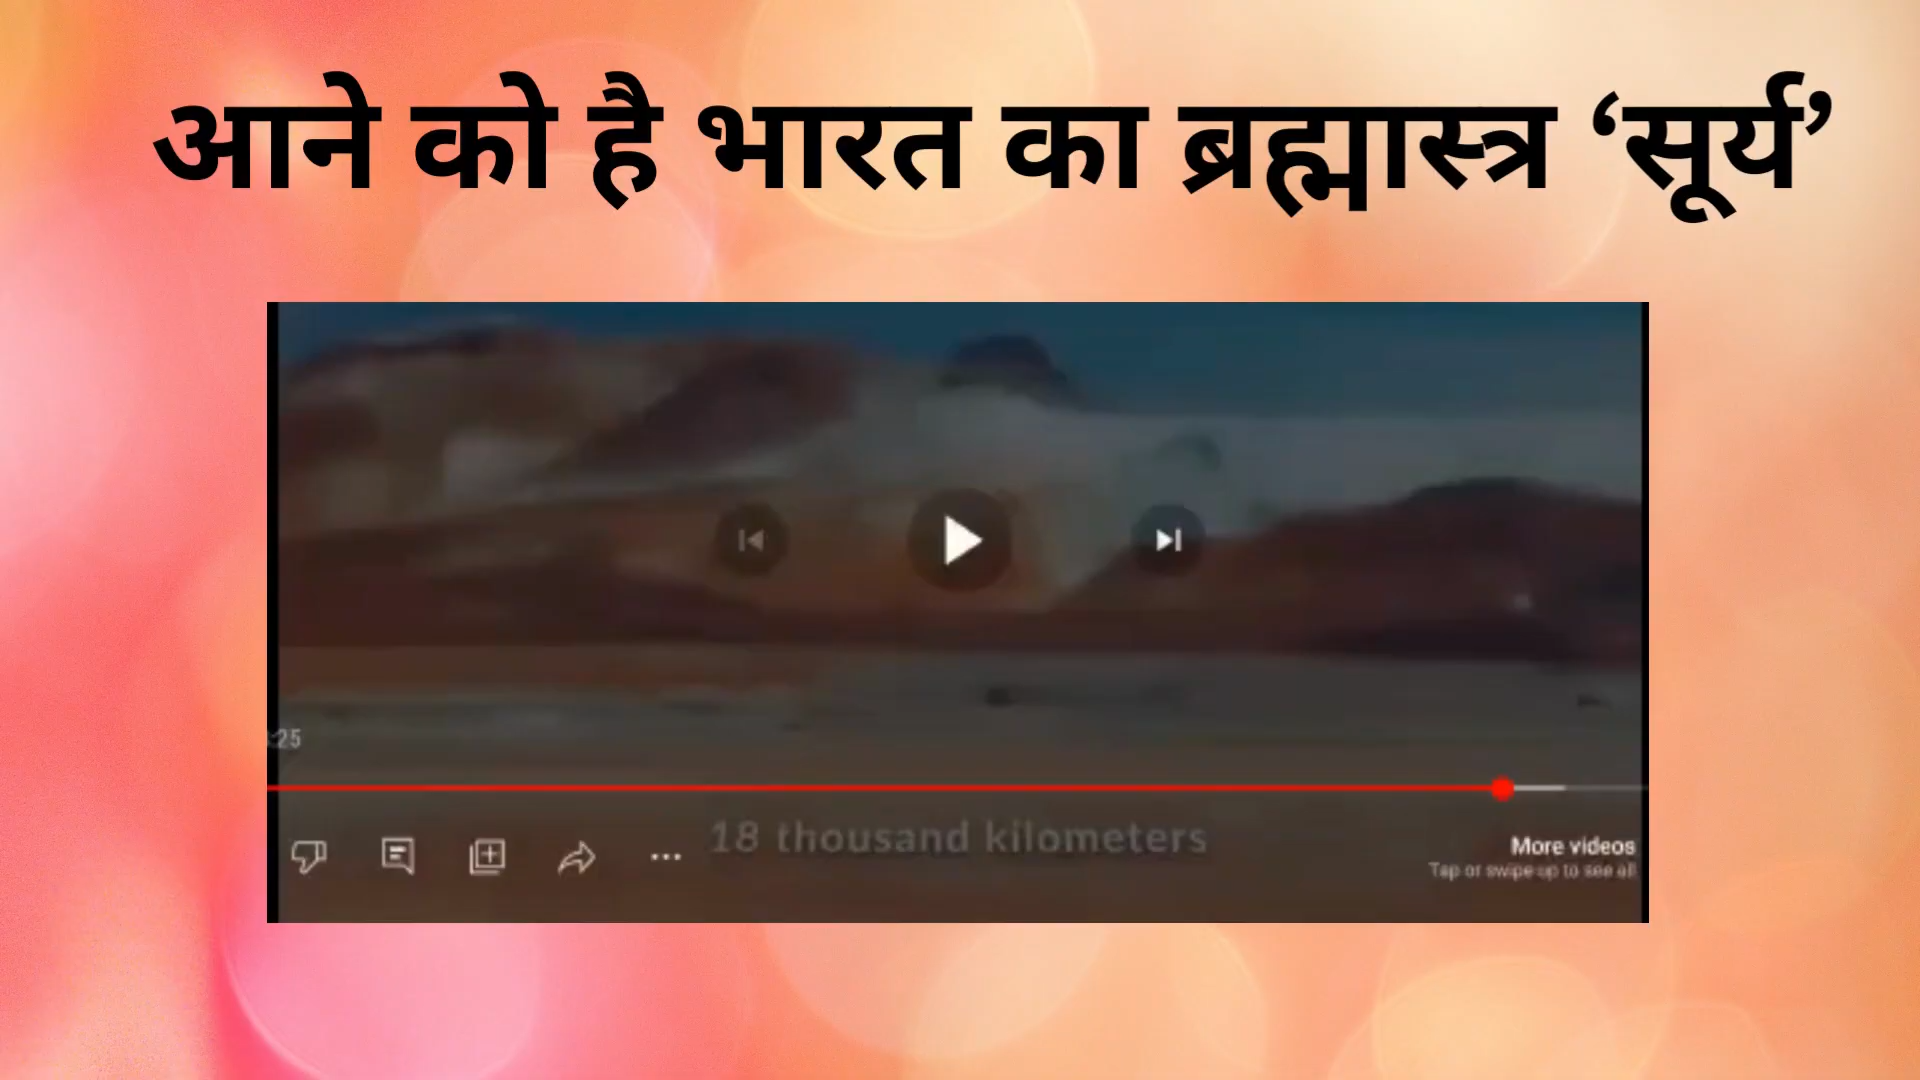 आने को है भारत का ब्रह्मास्त्र ‘सूर्य’
:25
18 thousand kilometers
More videos
Tap or swipe up to see all